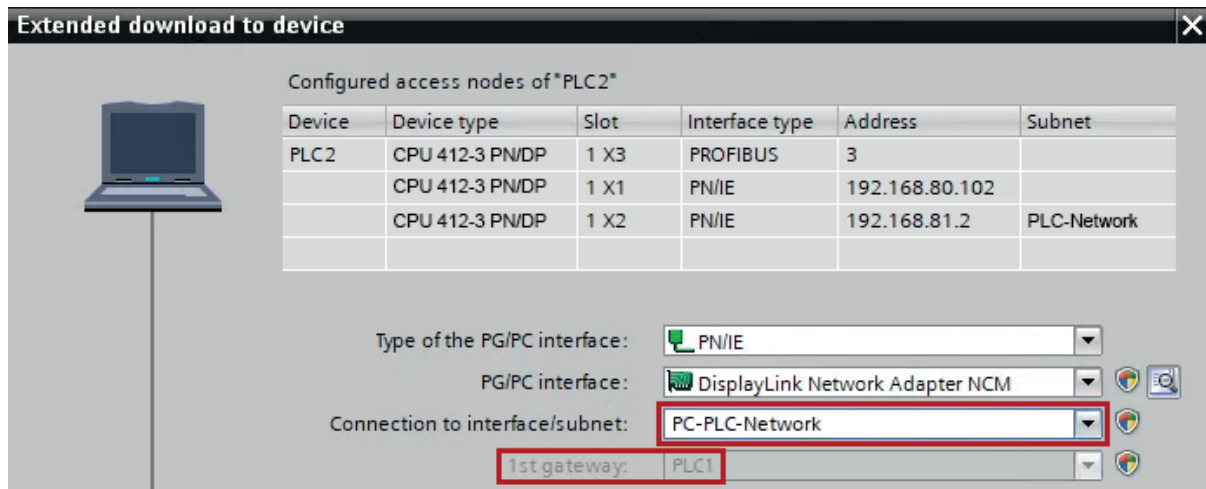 Extended download to device
Configured access nodes of "PLC2"
Device Device type Slot Interface type Address Subnet
PLC2 CPU 412-3 PN/DP 1 X3 PROFIBUS 3
CPU 412-3 PN/DP 1 X1 PN/IE 192.168.80.102
CPU 412-3 PN/DP 1 X2 PN/IE 192.168.81.2 PLC-Network
Type of the PG/PC interface: PN/IE
PG/PC interface: DisplayLink Network Adapter NCM
Connection to interface/subnet: PC-PLC-Network
1st gateway: PLC1